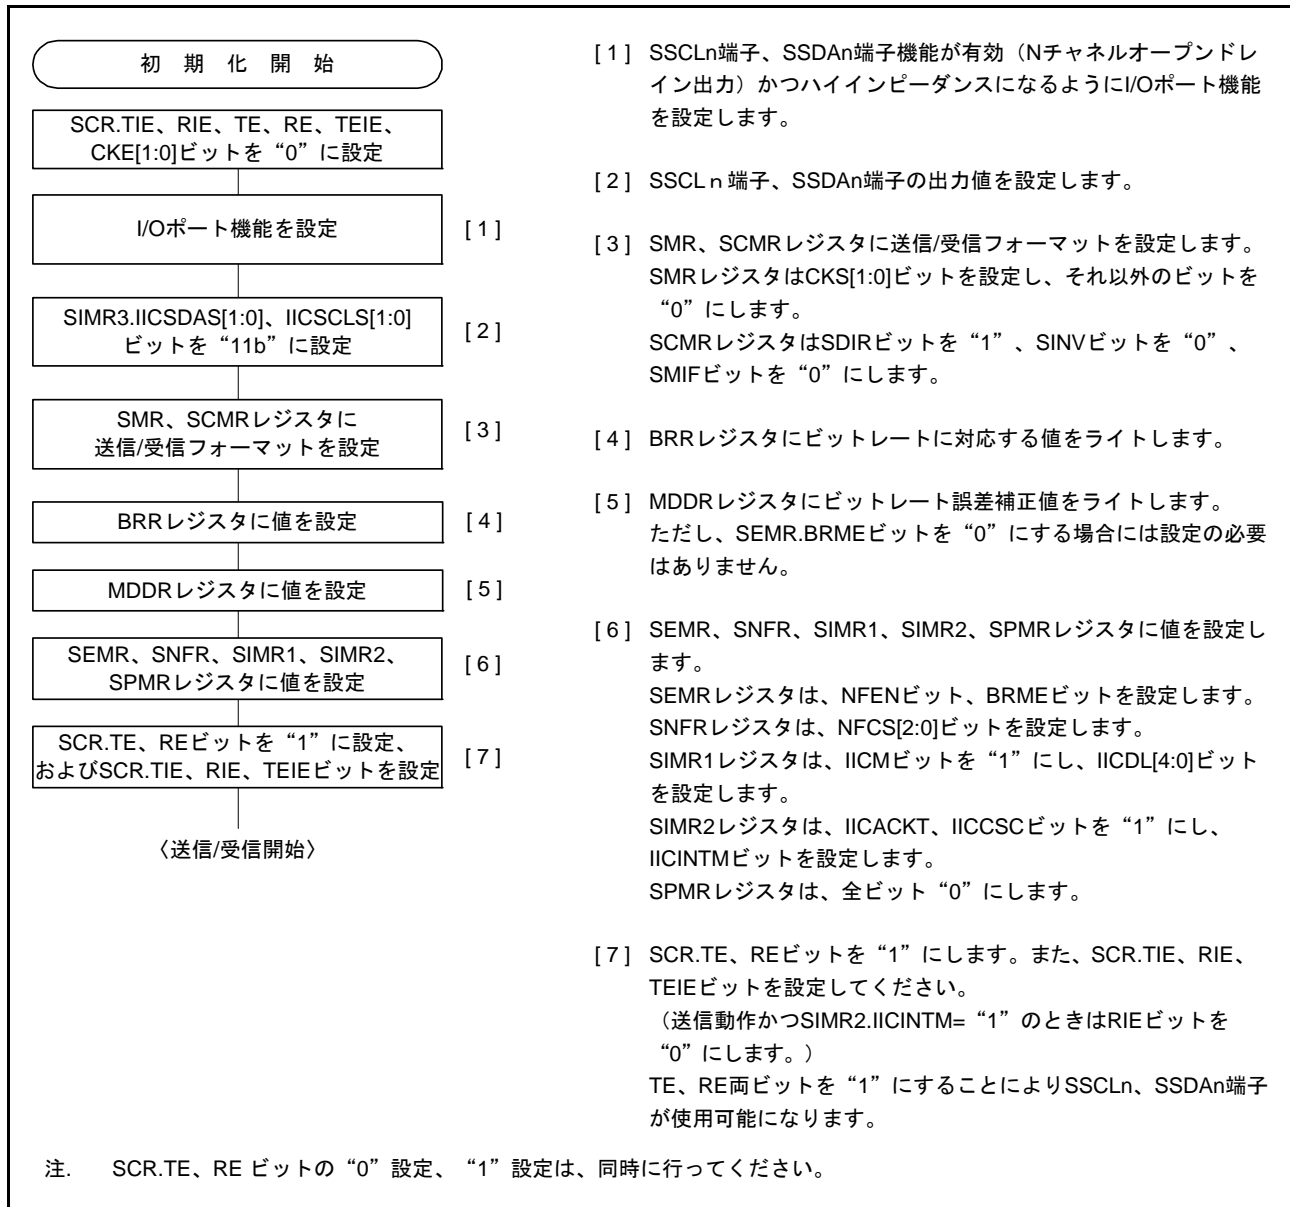 初期化開始
SCR.TIE、RIE、TE、RE、TEIE、
CKE[1:0]ビットを“0”に設定
I/Oポート機能を設定
[1]
SIMR3.IICSDAS[1:0]、IICSCLS[1:0]
ビットを“11b”に設定
[2]
SMR、SCMRレジスタに
送信/受信フォーマットを設定
[3]
BRRレジスタに値を設定
[4]
MDDRレジスタに値を設定
[5]
SEMR、SNFR、SIMR1、SIMR2、
SPMRレジスタに値を設定
[6]
SCR.TE、REビットを“1”に設定、
およびSCR.TIE、RIE、TEIEビットを設定
[7]
〈送信/受信開始〉
[1] SSCLn端子、SSDAn端子機能が有効（Nチャネルオープンドレ
イン出力）かつハイインピーダンスになるようにI/Oポート機能
を設定します。
[2] SSCLｎ端子、SSDAn端子の出力値を設定します。
[3] SMR、SCMRレジスタに送信/受信フォーマットを設定します。
SMRレジスタはCKS[1:0]ビットを設定し、それ以外のビットを
“0”にします。
SCMRレジスタはSDIRビットを“1”、SINVビットを“0”、
SMIFビットを“0”にします。
[4] BRRレジスタにビットレートに対応する値をライトします。
[5] MDDRレジスタにビットレート誤差補正値をライトします。
ただし、SEMR.BRMEビットを“0”にする場合には設定の必要
はありません。
[6] SEMR、SNFR、SIMR1、SIMR2、SPMRレジスタに値を設定し
ます。
SEMRレジスタは、NFENビット、BRMEビットを設定します。
SNFRレジスタは、NFCS[2:0]ビットを設定します。
SIMR1レジスタは、IICMビットを“1”にし、IICDL[4:0]ビット
を設定します。
SIMR2レジスタは、IICACKT、IICCSCビットを“1”にし、
IICINTMビットを設定します。
SPMRレジスタは、全ビット“0”にします。
[7] SCR.TE、REビットを“1”にします。また、SCR.TIE、RIE、
TEIEビットを設定してください。
（送信動作かつSIMR2.IICINTM=“1”のときはRIEビットを
“0”にします。）
TE、RE両ビットを“1”にすることによりSSCLn、SSDAn端子
が使用可能になります。
注. SCR.TE、RE ビットの“0”設定、“1”設定は、同時に行ってください。